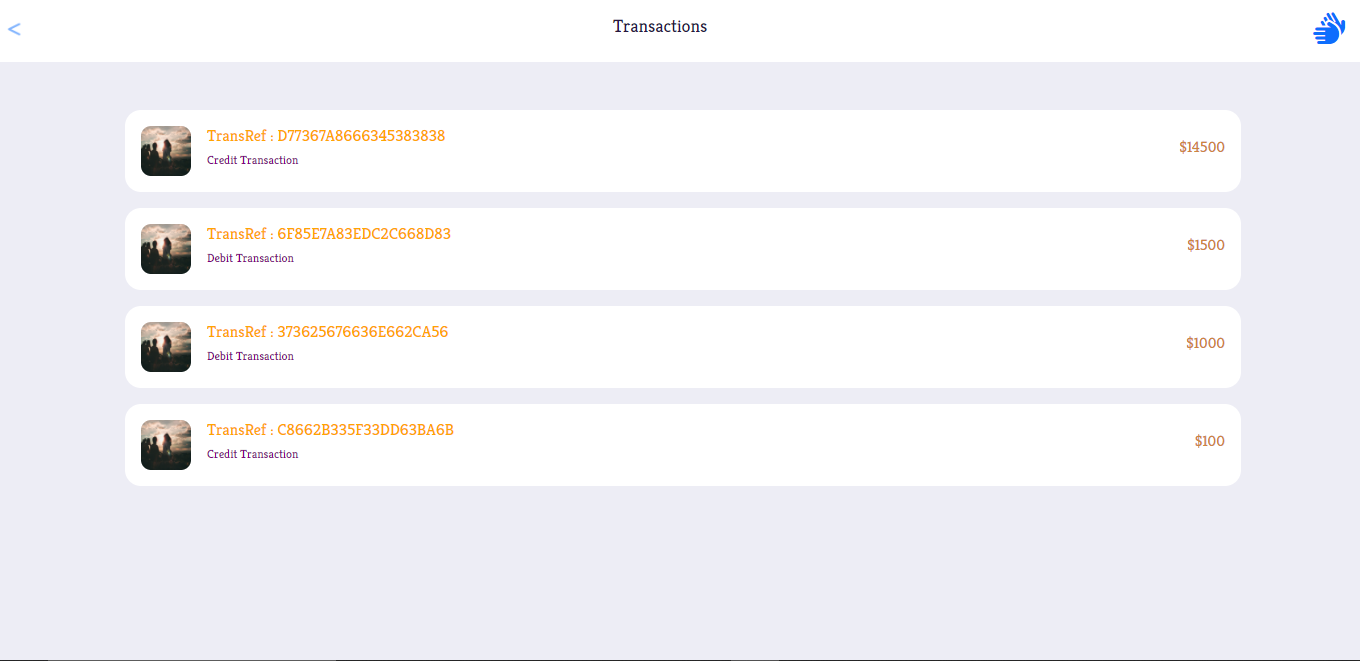 <
Transactions
TransRef : D77367A8666345383838
Credit Transaction
$14500
TransRef : 6F85E7A83EDC2C668D83
Debit Transaction
$1500
TransRef : 373625676636E662CA56
Debit Transaction
$1000
TransRef : C8662B335F33DD63BA6B
Credit Transaction
$100